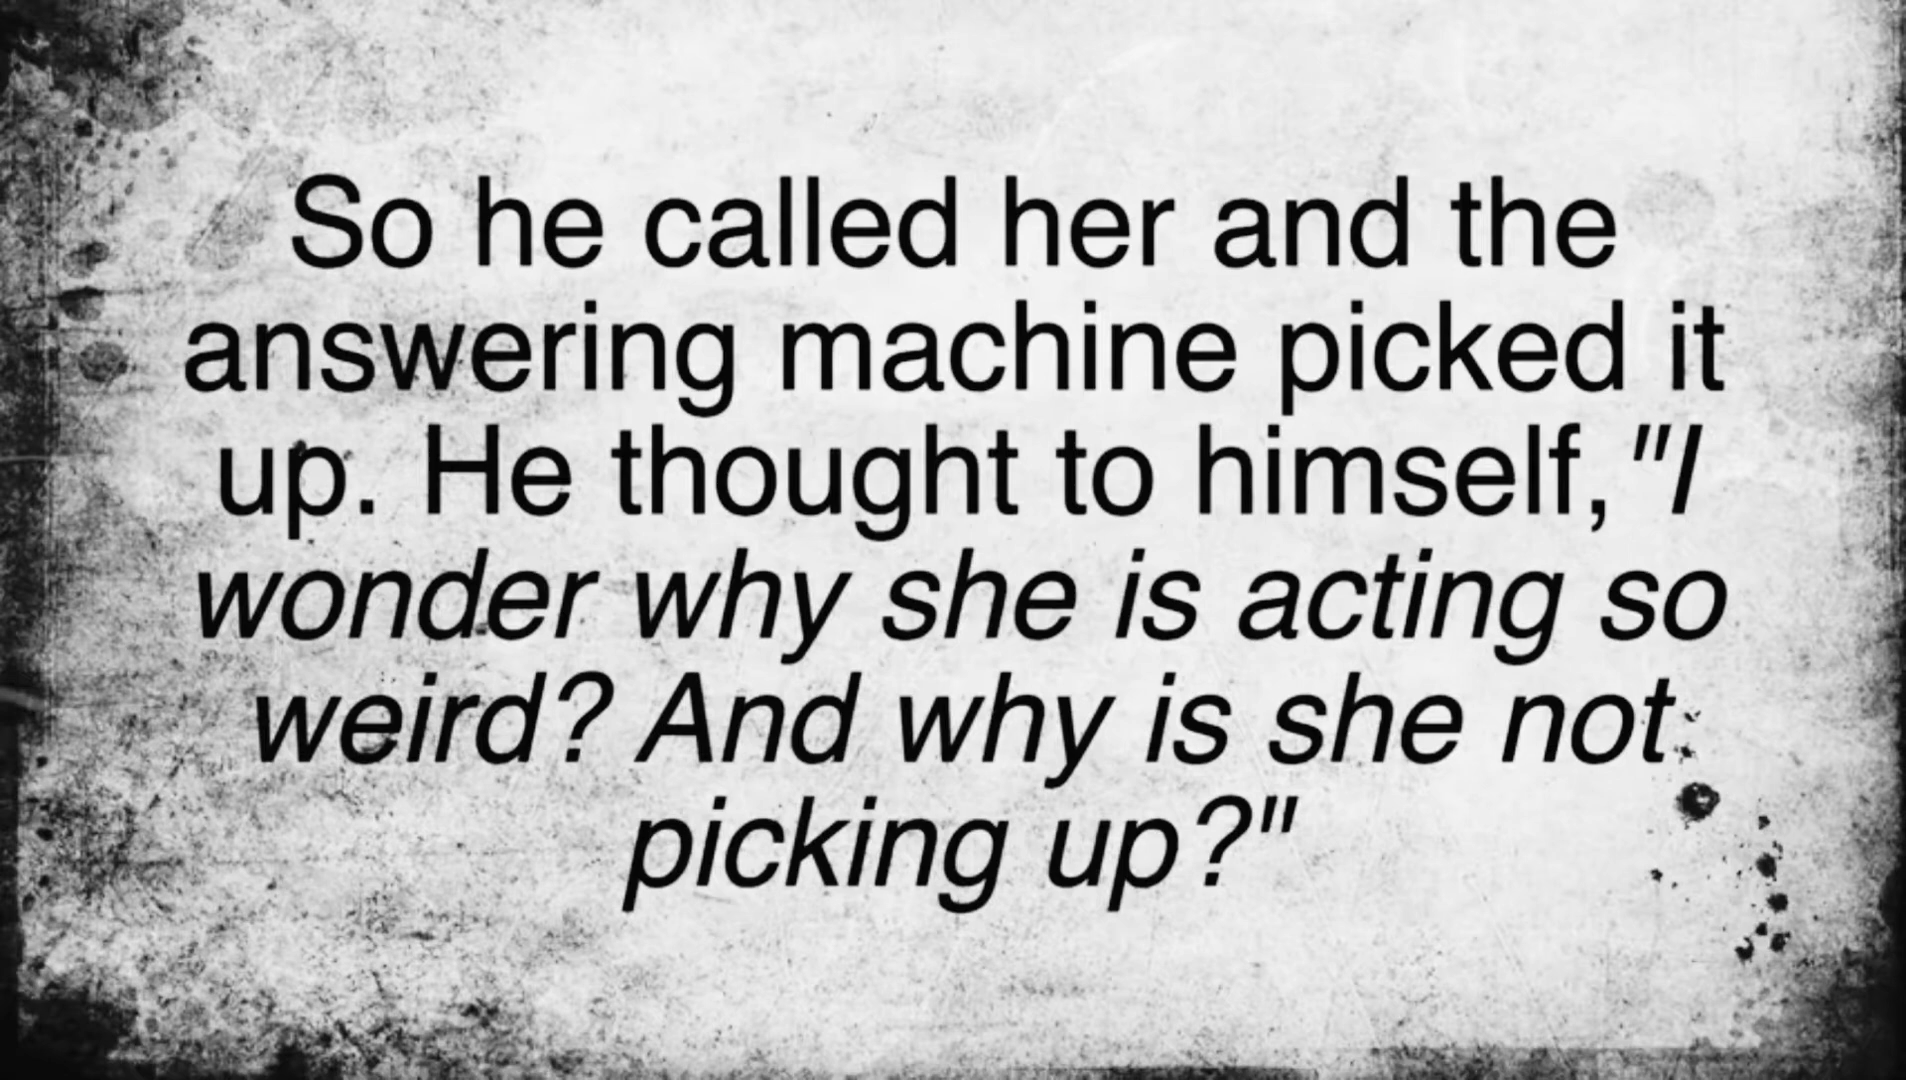 So he called her and the
answering machine picked it
up. He thought to himself,"I
wonder why she is acting so
weird? And why is she not
picking up?"